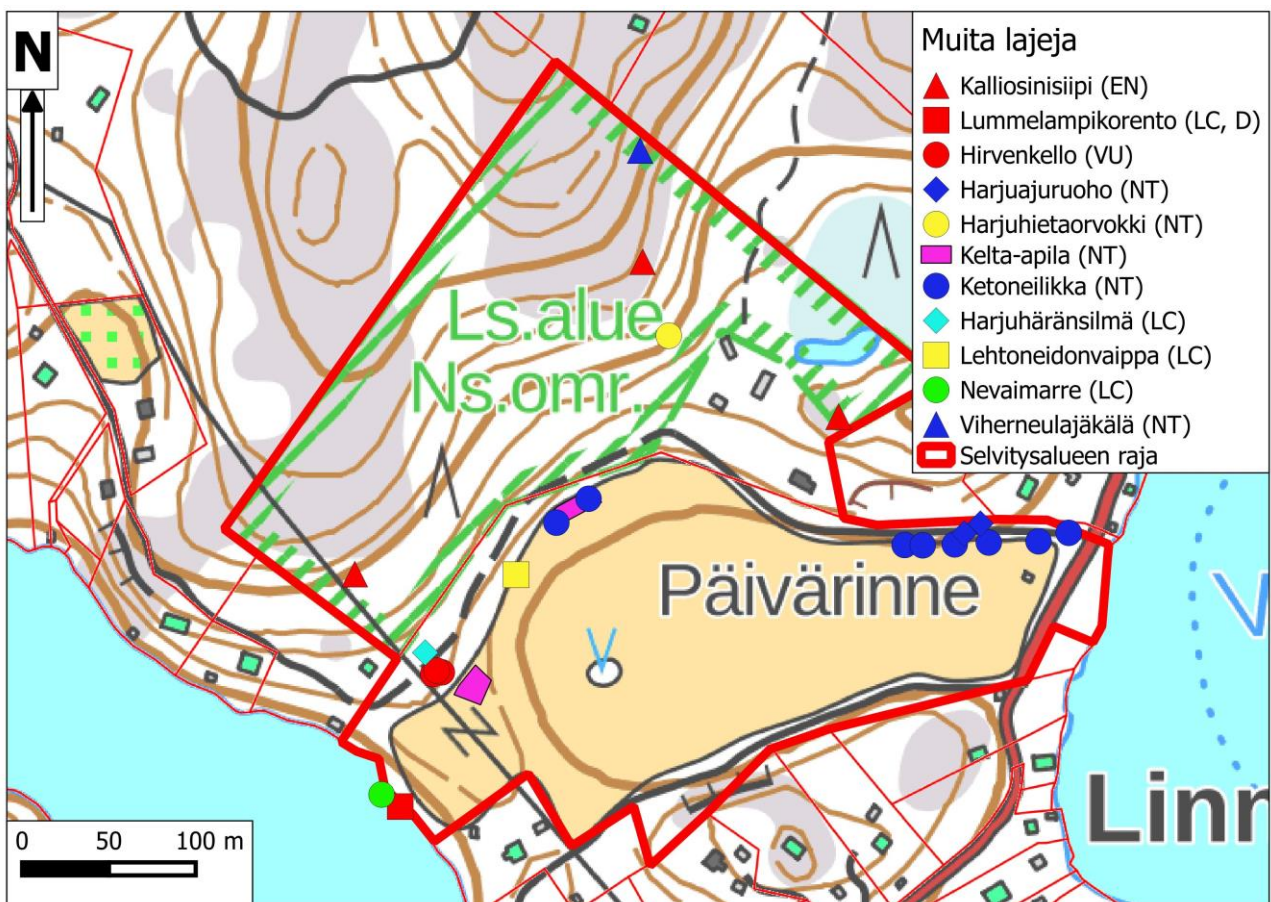 N
Muita lajeja
Kalliosinisiipi (EN)
Lummelampikorento (LC, D)
Hirvenkello (VU)
Harjuajuruoho (NT)
Harjuhietaorvokki (NT)
Kelta-apila (NT)
Ketoneilikka (NT)
Harjuhäränsilmä (LC)
Lehtoneidonvaippa (LC)
Nevaimarre (LC)
Viherneulajäkälä (NT)
Selvitysalueen raja
Ls.alue
Ns.omr.
Päivärinne
V
Linn
0 50 100 m